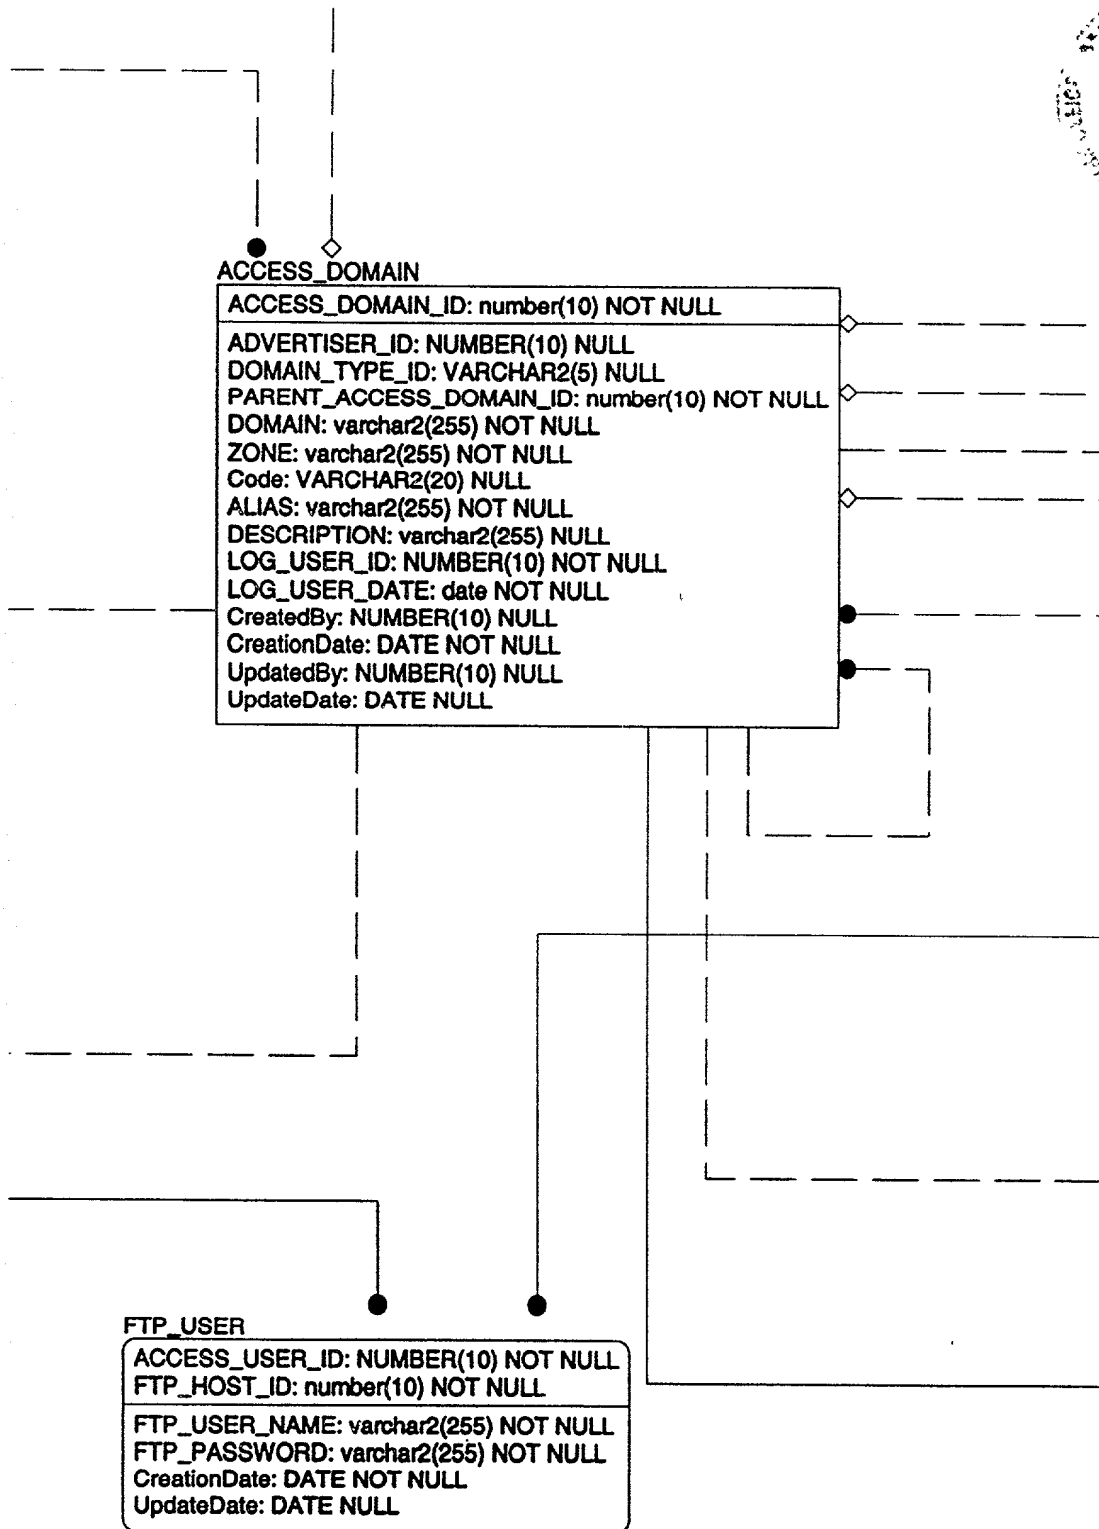 ACCESS_DOMAIN
ACCESS_DOMAIN_ID: number(10) NOT NULL
ADVERTISER_ID: NUMBER(10) NULL
DOMAIN_TYPE_ID: VARCHAR2(5) NULL
PARENT_ACCESS_DOMAIN_ID: number(10) NOT NULL
DOMAIN: varchar2(255) NOT NULL
ZONE: varchar2(255) NOT NULL
Code: VARCHAR2(20) NULL
ALIAS: varchar2(255) NOT NULL
DESCRIPTION: varchar2(255) NULL
LOG_USER_ID: NUMBER(10) NOT NULL
LOG_USER_DATE: date NOT NULL
CreatedBy: NUMBER(10) NULL
CreationDate: DATE NOT NULL
UpdatedBy: NUMBER(10) NULL
UpdateDate: DATE NULL
FTP_USER
ACCESS_USER_ID: NUMBER(10) NOT NULL
FTP_HOST_ID: number(10) NOT NULL
FTP_USER_NAME: varchar2(255) NOT NULL
FTP_PASSWORD: varchar2(255) NOT NULL
CreationDate: DATE NOT NULL
UpdateDate: DATE NULL